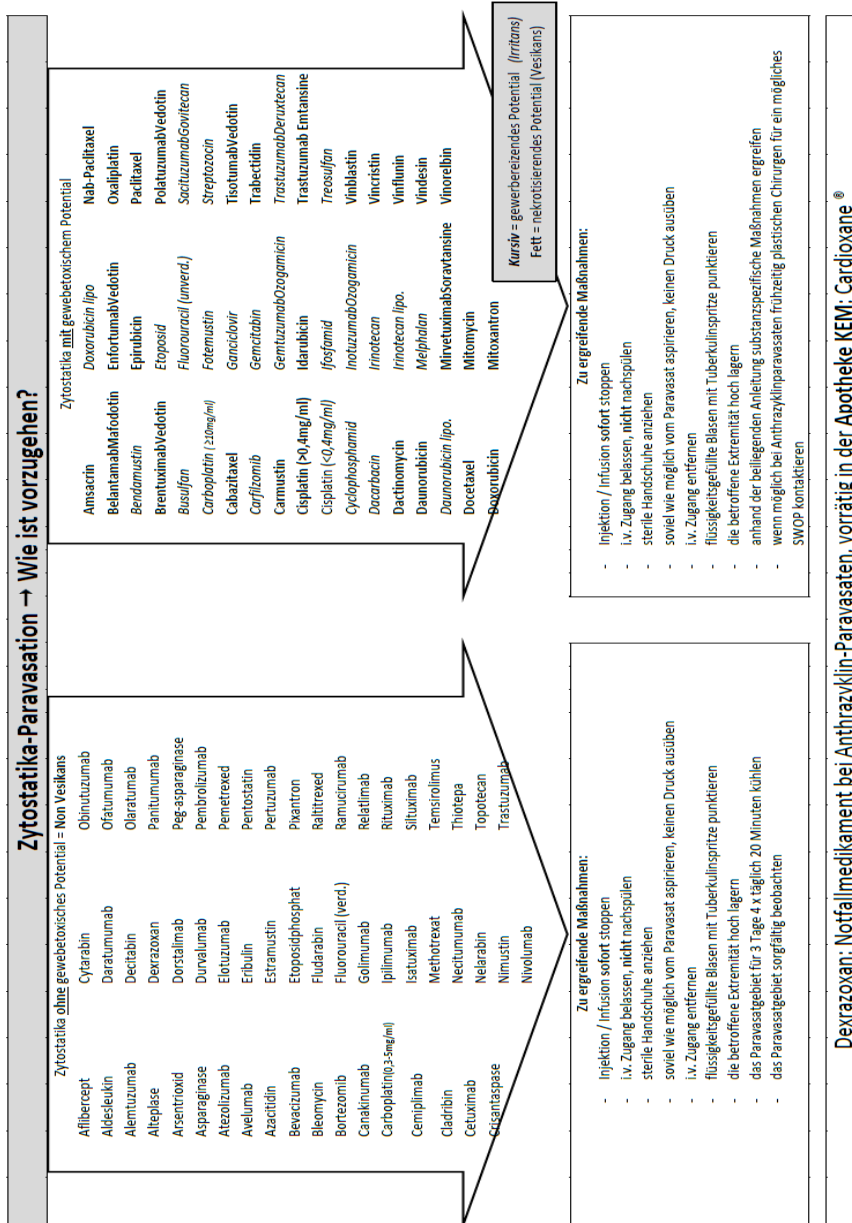 Zytostatika-Paravasation → Wie ist vorzugehen?
Zytostatika ohne gewebetoxisches Potential = Non Vesikans
Aflibercept
Aldesleukin
Alemtuzumab
Alteplase
Arsentrioxid
Asparaginase
Atezolizumab
Avelumab
Azacitidin
Bevacizumab
Bleomycin
Bortezomib
Canakinumab
Carboplatin(0,3-5mg/ml)
Cemiplimab
Cladribin
Cetuximab
Crisantaspase
Cytarabin
Daratumumab
Decitabin
Dexrazoxan
Dorstalimab
Durvalumab
Elotuzumab
Eribulin
Estramustin
Etoposidphosphat
Fludarabin
Fluorouracil (verd.)
Golimumab
Ipilimumab
Isatuximab
Methotrexat
Necitumumab
Nelarabin
Nimustin
Nivolumab
Obinutuzumab
Ofatumumab
Olaratumab
Panitumumab
Peg-asparaginase
Pembrolizumab
Pemetrexed
Pentostatin
Pertuzumab
Pixantron
Raltitrexed
Ramucirumab
Relatlimab
Rituximab
Siltuximab
Temsirolimus
Thiotepa
Topotecan
Trastuzumab
Zytostatika mit gewebetoxischem Potential
Amsacrin
BelantamabMafodotin
Bendamustin
BrentuximabVedotin
Busulfan
Carboplatin ( ≥10mg/ml)
Cabazitaxel
Carfilzomib
Carmustin
Cisplatin (>0,4mg/ml)
Cisplatin (<0,4mg/ml)
Cyclophosphamid
Dacarbacin
Dactinomycin
Daunorubicin
Daunorubicin lipo.
Docetaxel
Doxorubicin
Doxorubicin lipo
EnfortumabVedotin
Epirubicin
Etoposid
Fluorouracil (unverd.)
Fotemustin
Ganciclovir
Gemcitabin
GemtuzumabOzogamicin
Idarubicin
Ifosfamid
InotuzumabOzogamicin
Irinotecan
Irinotecan lipo.
Melphalan
MirvetuximabSoravtansine
Mitomycin
Mitoxantron
Nab-Paclitaxel
Oxaliplatin
Paclitaxel
PolatuzumabVedotin
SacituzumabGovitecan
Streptozocin
TisotumabVedotin
Trabectidin
TrastuzumabDeruxtecan
Trastuzumab Emtansine
Treosulfan
Vinblastin
Vincristin
Vinflunin
Vindesin
Vinorelbin
Kursiv = gewerbereizendes Potential (Irritans)
Fett = nekrotisierendes Potential (Vesikans)
Zu ergreifende Maßnahmen:
- Injektion / Infusion sofort stoppen
- i.v. Zugang belassen, nicht nachspülen
- sterile Handschuhe anziehen
- soviel wie möglich vom Paravasat aspirieren, keinen Druck ausüben
- i.v. Zugang entfernen
- flüssigkeitsgefüllte Blasen mit Tuberkulinspritze punktieren
- die betroffene Extremität hoch lagern
- das Paravasatgebiet für 3 Tage 4 x täglich 20 Minuten kühlen
- das Paravasatgebiet sorgfältig beobachten
Zu ergreifende Maßnahmen:
- Injektion / Infusion sofort stoppen
- i.v. Zugang belassen, nicht nachspülen
- sterile Handschuhe anziehen
- soviel wie möglich vom Paravasat aspirieren, keinen Druck ausüben
- i.v. Zugang entfernen
- flüssigkeitsgefüllte Blasen mit Tuberkulinspritze punktieren
- die betroffene Extremität hoch lagern
- anhand der beiliegenden Anleitung substanzspezifische Maßnahmen ergreifen
- wenn möglich bei Anthrazyklinparavasaten frühzeitig plastischen Chirurgen für ein mögliches
SWOP kontaktieren
Dexrazoxan: Notfallmedikament bei Anthrazyklin-Paravasaten, vorrätig in der Apotheke KEM: Cardioxane ®